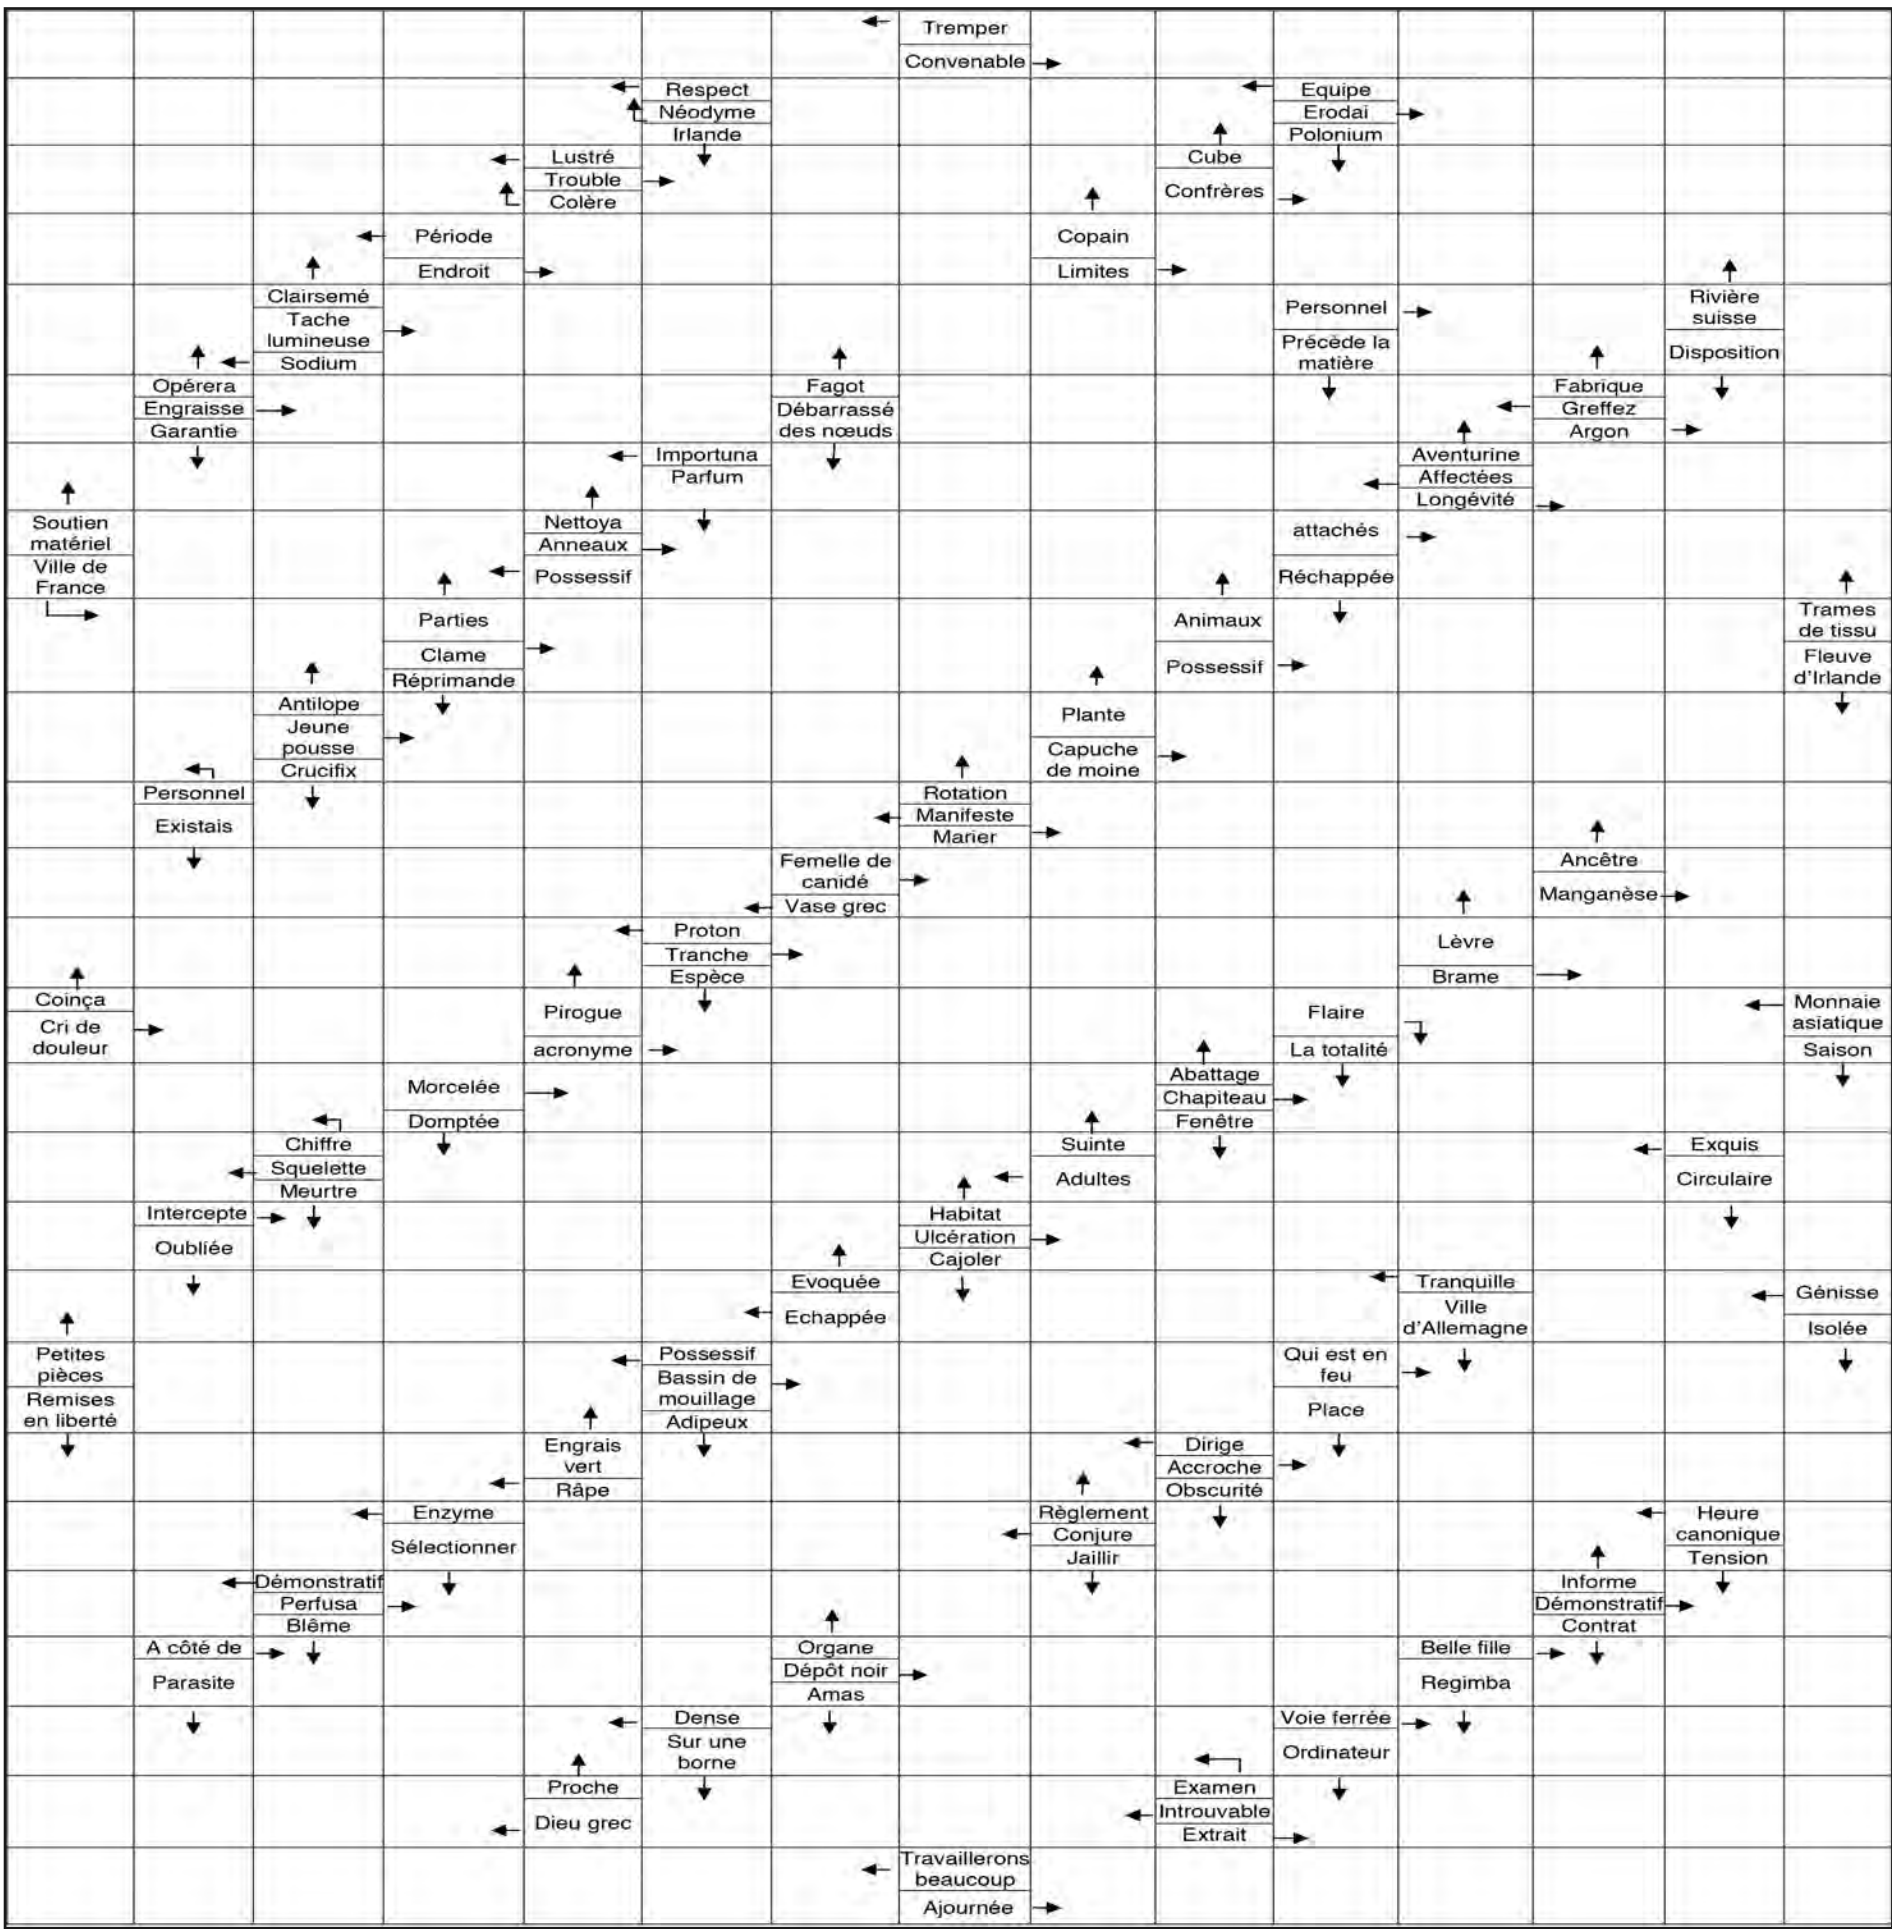 Tremper
Convenable
Respect
Néodyme
Irlande
Equipe
Erodai
Polonium
Lustré
Trouble
Colère
Cube
Confrères
Période
Endroit
Copain
Limites
Clairsemé
Tache
lumineuse
Sodium
Personnel
Précède la
matière
Rivière
suisse
Disposition
Opérera
Engraisse
Garantie
Fagot
Débarrassé
des nœuds
Fabrique
Greffez
Argon
Importuna
Parfum
Aventurine
Affectées
Longévité
Soutien
matériel
Ville de
France
Nettoya
Anneaux
Possessif
attachés
Réchappée
Parties
Clame
Réprimande
Animaux
Possessif
Trames
de tissu
Fleuve
d'Irlande
Antilope
Jeune
pousse
Crucifix
Plante
Capuche
de moine
Personnel
Existais
Rotation
Manifeste
Marier
Femelle de
canidé
Vase grec
Ancêtre
Manganèse
Proton
Tranche
Espèce
Lèvre
Brame
Coinça
Cri de
douleur
Pirogue
acronyme
Flaire
La totalité
Monnaie
asiatique
Saison
Morcelée
Domptée
Abattage
Chapiteau
Fenêtre
Chiffre
Squelette
Meurtre
Suinte
Adultes
Exquis
Circulaire
Intercepte
Oubliée
Habitat
Ulcération
Cajoler
Evoquée
Echappée
Tranquille
Ville
d'Allemagne
Génisse
Isolée
Petites
pièces
Remises
en liberté
Possessif
Bassin de
mouillage
Adipeux
Qui est en
feu
Place
Engrais
vert
Râpe
Dirige
Accroche
Obscurité
Enzyme
Sélectionner
Règlement
Conjure
Jaillir
Heure
canonique
Tension
Démonstratif
Perfusa
Blême
Informe
Démonstratif
Contrat
A côté de
Parasite
Organe
Dépôt noir
Amas
Belle fille
Regimba
Dense
Sur une
borne
Voie ferrée
Ordinateur
Proche
Dieu grec
Examen
Introuvable
Extrait
Travaillerons
beaucoup
Ajournée